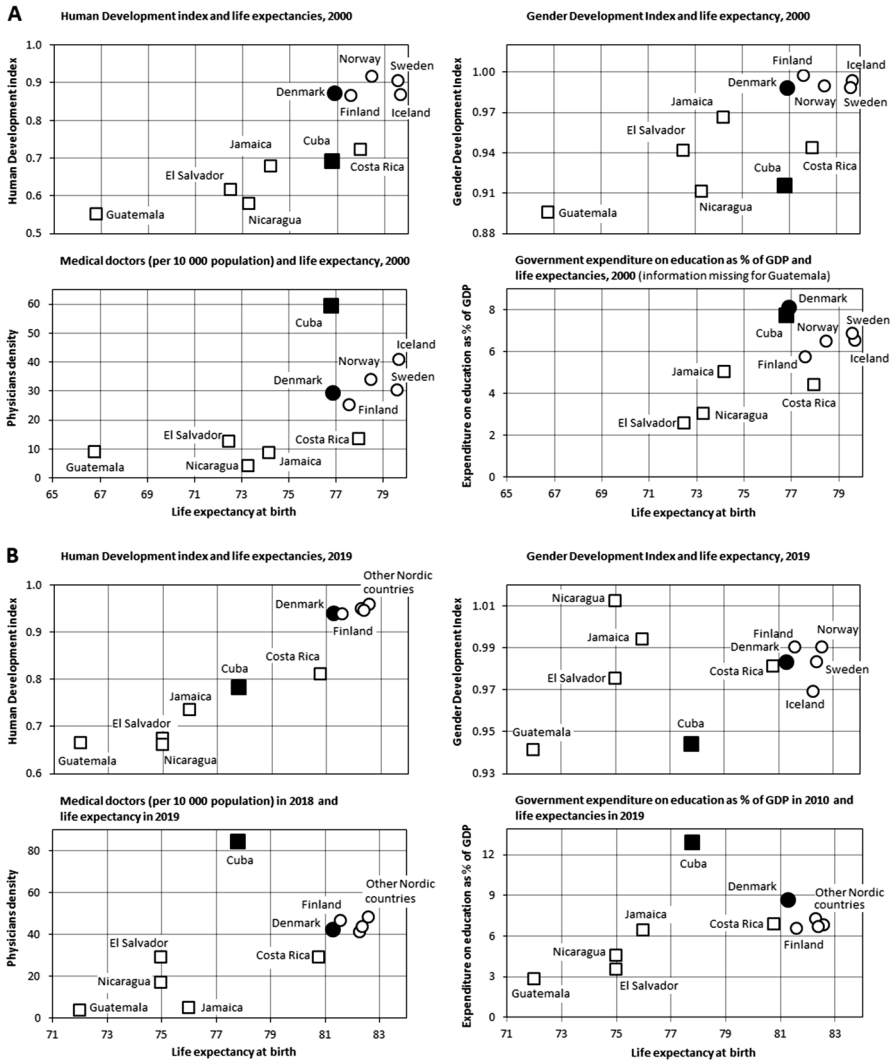 A
Human Development index and life expectancies, 2000
Human Development Index
1.0
0.9
0.8
0.7
0.6
0.5
Norway
Sweden
Denmark
Finland
Iceland
Jamaica
Cuba
Costa Rica
El Salvador
Guatemala
Nicaragua
Gender Development Index and life expectancy, 2000
Gender Development Index
1.00
0.97
0.94
0.91
0.88
Finland
Iceland
Denmark
Norway
Sweden
Jamaica
El Salvador
Costa Rica
Cuba
Nicaragua
Guatemala
Medical doctors (per 10 000 population) and life expectancy, 2000
Physicians density
60
50
40
30
20
10
0
Cuba
Iceland
Norway
Denmark
Sweden
Finland
El Salvador
Costa Rica
Guatemala
Nicaragua
Jamaica
65 67 69 71 73 75 77 79
Life expectancy at birth
Government expenditure on education as % of GDP and
life expectancies, 2000 (information missing for Guatemala)
Expenditure on education as % of GDP
8
6
4
2
0
Denmark
Cuba
Norway
Sweden
Finland
Iceland
Jamaica
Costa Rica
El Salvador
Nicaragua
65 67 69 71 73 75 77 79
Life expectancy at birth
B
Human Development index and life expectancies, 2019
Human Development Index
1.0
0.9
0.8
0.7
0.6
Other Nordic
countries
Denmark
Finland
Costa Rica
Cuba
Jamaica
El Salvador
Guatemala
Nicaragua
Gender Development Index and life expectancy, 2019
Gender Development Index
1.01
0.99
0.97
0.95
0.93
Nicaragua
Jamaica
El Salvador
Finland
Norway
Denmark
Costa Rica
Sweden
Iceland
Guatemala
Cuba
Medical doctors (per 10 000 population) in 2018 and
life expectancy in 2019
Physicians density
80
60
40
20
0
Cuba
Other Nordic
countries
Finland
Denmark
El Salvador
Costa Rica
Nicaragua
Guatemala
Jamaica
71 73 75 77 79 81 83
Life expectancy at birth
Government expenditure on education as % of GDP in 2010 and
life expectancies in 2019
Expenditure on education as % of GDP
12
9
6
3
0
Cuba
Denmark
Other Nordic
countries
Jamaica
Costa Rica
Finland
Nicaragua
Guatemala
El Salvador
71 73 75 77 79 81 83
Life expectancy at birth